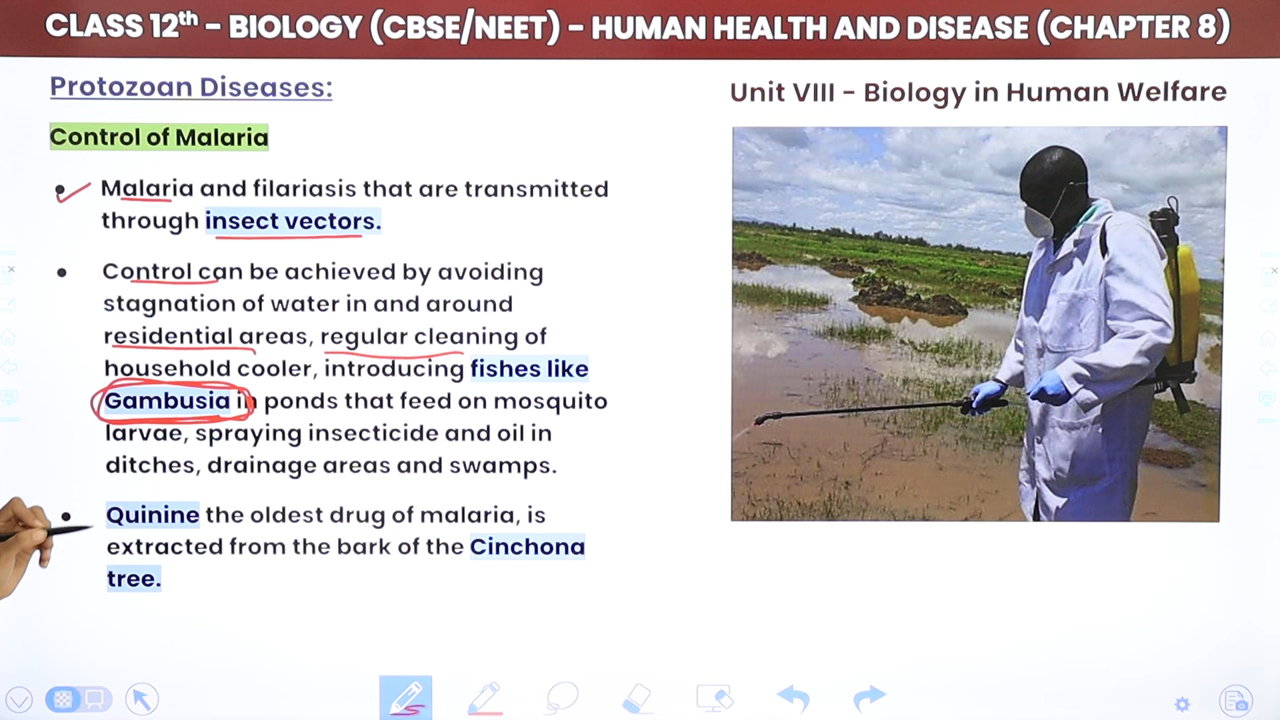 CLASS 12th - BIOLOGY (CBSE/NEET) - HUMAN HEALTH AND DISEASE (CHAPTER 8)
Protozoan Diseases:
Unit VIII - Biology in Human Welfare
Control of Malaria
• Malaria and filariasis that are transmitted
through insect vectors.
• Control can be achieved by avoiding
stagnation of water in and around
residential areas, regular cleaning of
household cooler, introducing fishes like
Gambusia in ponds that feed on mosquito
larvae, spraying insecticide and oil in
ditches, drainage areas and swamps.
• Quinine the oldest drug of malaria, is
extracted from the bark of the Cinchona
tree.